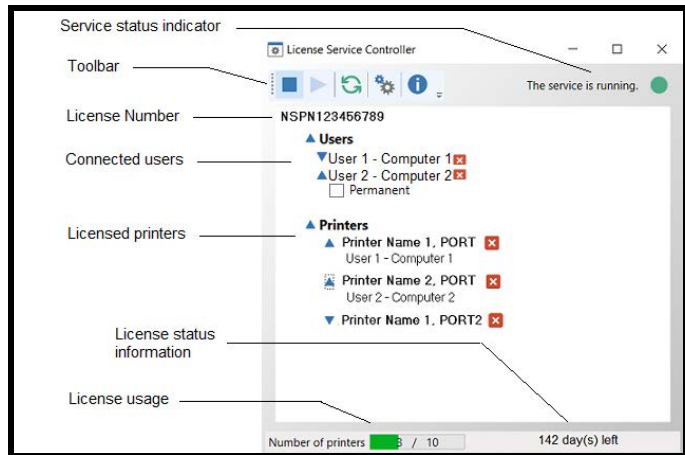 Service status indicator
License Service Controller
Toolbar
The service is running.
License Number
NSPN123456789
Users
Connected users
User 1 - Computer 1
User 2 - Computer 2
Permanent
Licensed printers
Printers
Printer Name 1, PORT
User 1 - Computer 1
Printer Name 2, PORT
User 2 - Computer 2
Printer Name 1, PORT2
License status
information
License usage
Number of printers 3 / 10
142 day(s) left